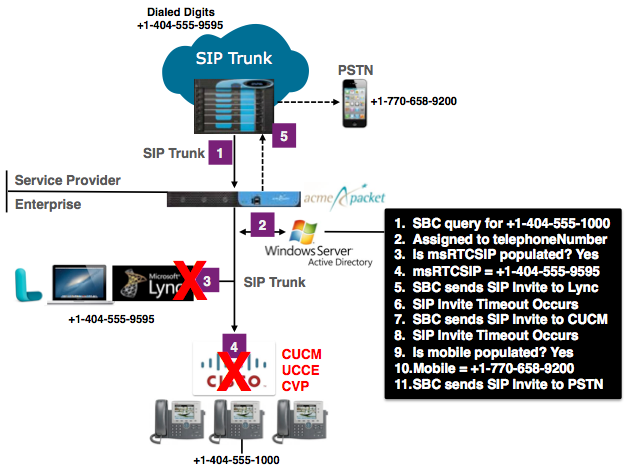 Dialed Digits
+1-404-555-9595
SIP Trunk
PSTN
+1-770-658-9200
5
SIP Trunk
1
Service Provider
Enterprise
acme packet
2
Windows Server
Active Directory
Microsoft
Lync
3
SIP Trunk
+1-404-555-9595
4
CISCO
CUCM
UCCE
CVP
+1-404-555-1000
1. SBC query for +1-404-555-1000
2. Assigned to telephoneNumber
3. Is msRTCSIP populated? Yes
4. msRTCSIP = +1-404-555-9595
5. SBC sends SIP Invite to Lync
6. SIP Invite Timeout Occurs
7. SBC sends SIP Invite to CUCM
8. SIP Invite Timeout Occurs
9. Is mobile populated? Yes
10.Mobile = +1-770-658-9200
11.SBC sends SIP Invite to PSTN